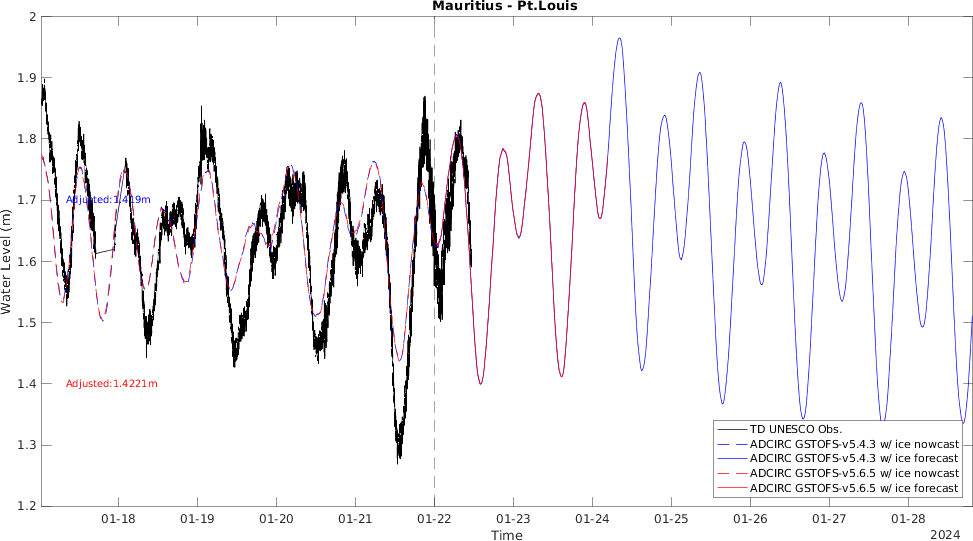 Mauritius - Pt.Louis
2
1.9
1.8
1.7
1.6
1.5
1.4
1.3
1.2
Water Level (m)
Adjusted:1.419m
Adjusted:1.4221m
TD UNESCO Obs.
ADCIRC GSTOFS-v5.4.3 w/ ice nowcast
ADCIRC GSTOFS-v5.4.3 w/ ice forecast
ADCIRC GSTOFS-v5.6.5 w/ ice nowcast
ADCIRC GSTOFS-v5.6.5 w/ ice forecast
01-18 01-19 01-20 01-21 01-22 01-23 01-24 01-25 01-26 01-27 01-28
Time
2024